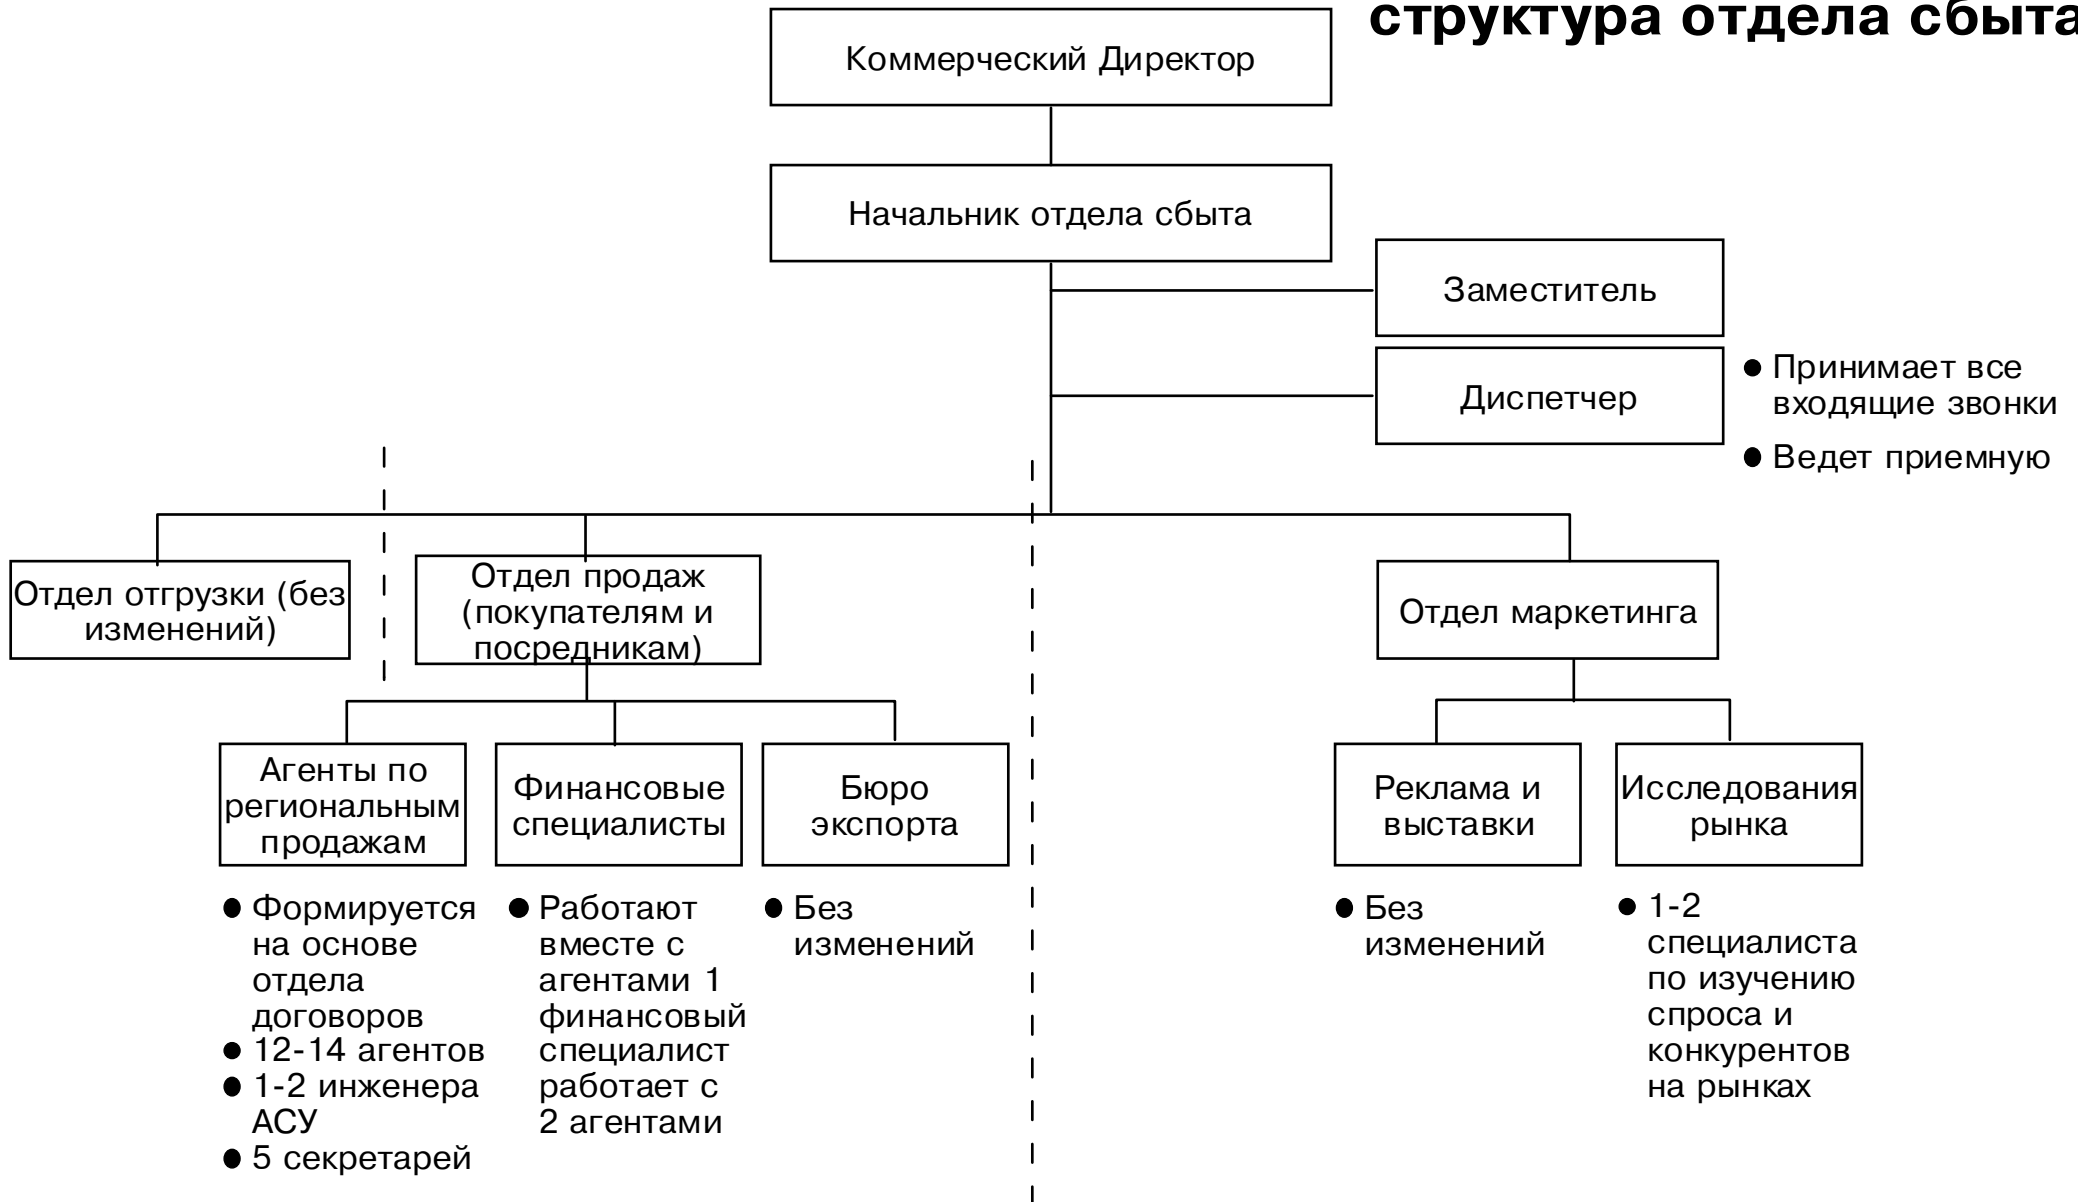 структура отдела сбыта
Коммерческий Директор
Начальник отдела сбыта
Заместитель
Диспетчер
● Принимает все
входящие звонки
● Ведет приемную
Отдел отгрузки (без
изменений)
Отдел продаж
(покупателям и
посредникам)
Отдел маркетинга
Агенты по
региональным
продажам
Финансовые
специалисты
Бюро
экспорта
Реклама и
выставки
Исследования
рынка
● Формируется
на основе
отдела
договоров
● 12-14 агентов
● 1-2 инженера
АСУ
● 5 секретарей
● Работают
вместе с
агентами 1
финансовый
специалист
работает с
2 агентами
● Без
изменений
● Без
изменений
● 1-2
специалиста
по изучению
спроса и
конкурентов
на рынках